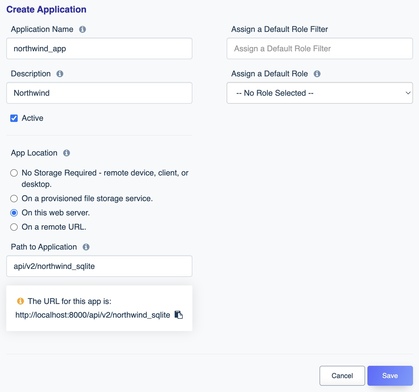 Create Application
Application Name
northwind_app
Description
Northwind
Active
App Location
No Storage Required - remote device, client, or
desktop.
On a provisioned file storage service.
On this web server.
On a remote URL.
Path to Application
api/v2/northwind_sqlite
The URL for this app is:
http://localhost:8000/api/v2/northwind_sqlite
Assign a Default Role Filter
Assign a Default Role Filter
Assign a Default Role
-- No Role Selected --
Cancel
Save